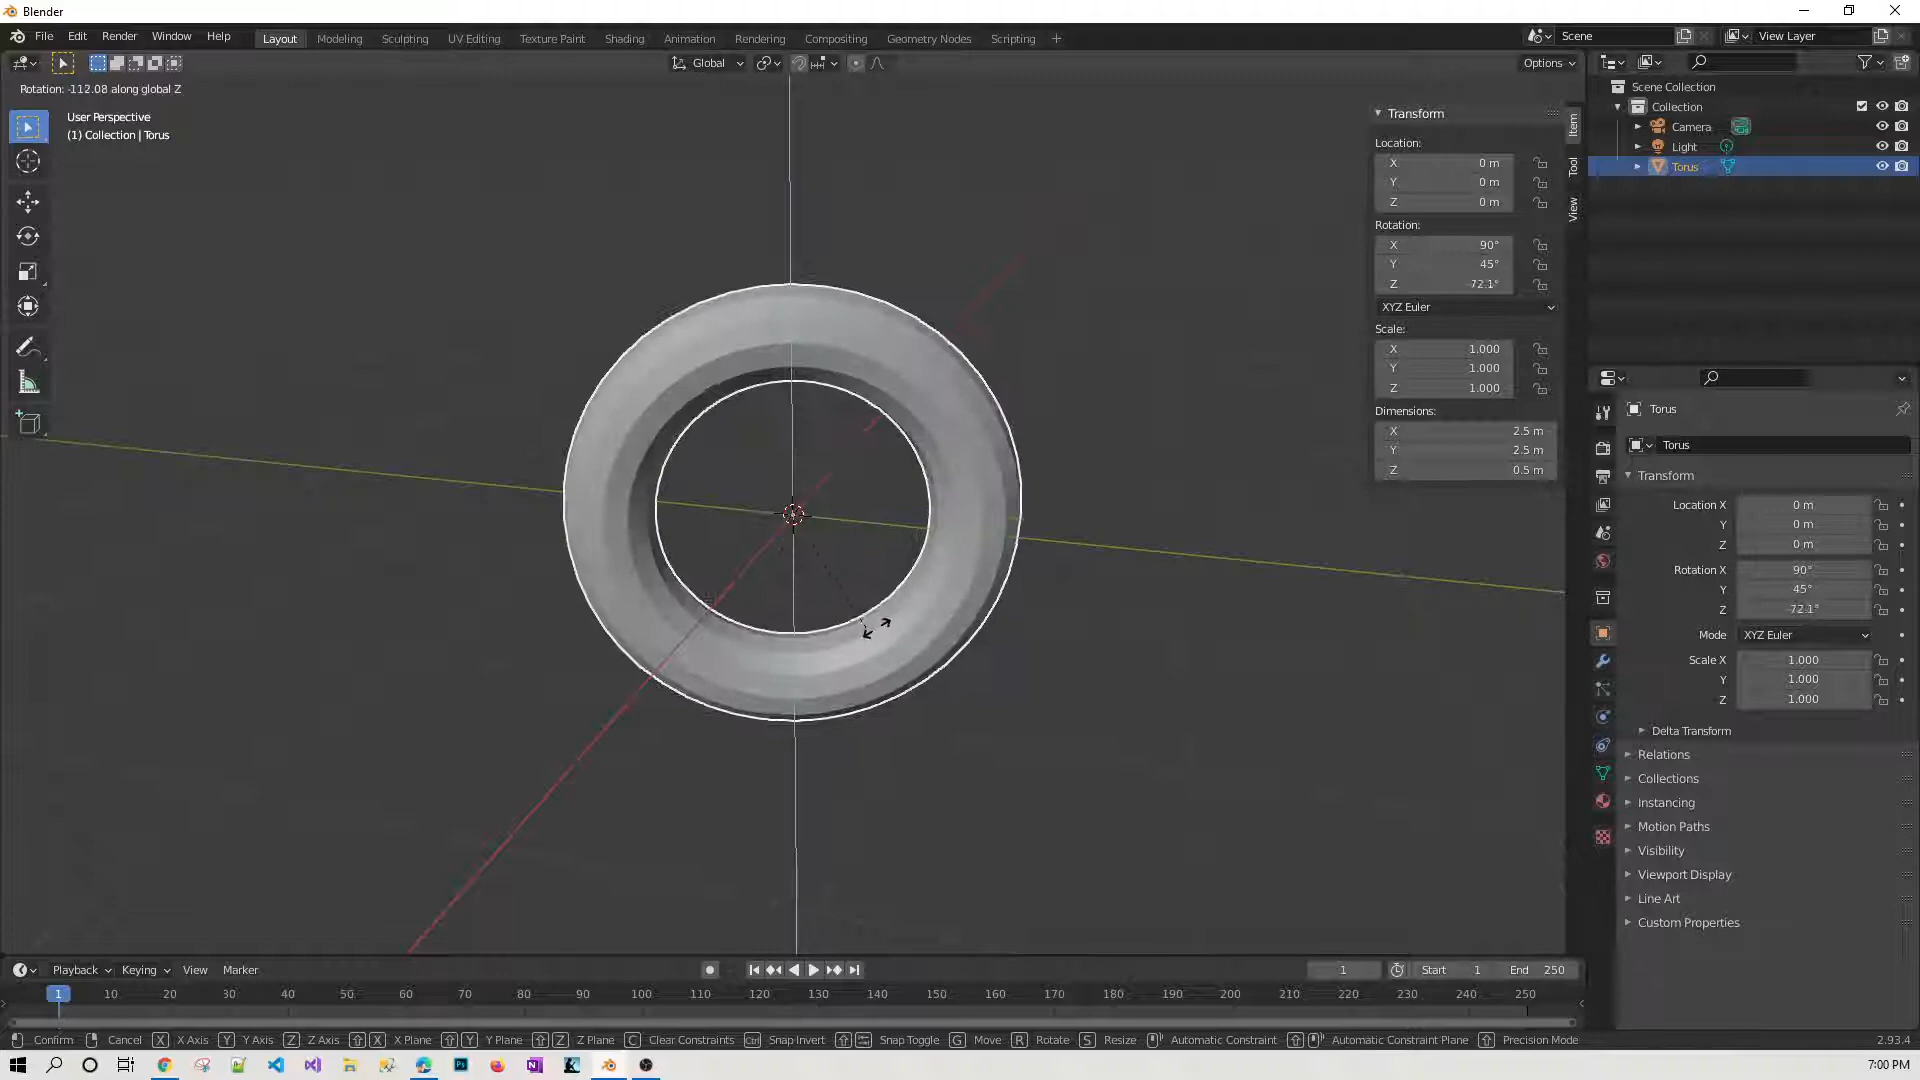 Blender
File Edit Render Window Help
Layout Modeling Sculpting UV Editing Texture Paint Shading Animation Rendering Compositing Geometry Nodes Scripting
Scene
View Layer
Global
Options
Rotation: -112.08 along global Z
User Perspective
(1) Collection | Torus
Transform
Location:
X 0 m
Y 0 m
Z 0 m
Rotation:
X 90°
Y 45°
Z -72.1°
XYZ Euler
Scale:
X 1.000
Y 1.000
Z 1.000
Dimensions:
X 2.5 m
Y 2.5 m
Z 0.5 m
Item
Tool
View
Scene Collection
Collection
Camera
Light
Torus
Torus
Torus
Transform
Location X 0 m
Y 0 m
Z 0 m
Rotation X 90°
Y 45°
Z -72.1°
Mode XYZ Euler
Scale X 1.000
Y 1.000
Z 1.000
Delta Transform
Relations
Collections
Instancing
Motion Paths
Visibility
Viewport Display
Line Art
Custom Properties
Playback Keying View Marker
1 Start 1 End 250
1 10 20 30 40 50 60 70 80 90 100 110 120 130 140 150 160 170 180 190 200 210 220 230 240 250
Confirm Cancel X X Axis Y Y Axis Z Z Axis X X Plane Y Y Plane Z Z Plane C Clear Constraints Ctrl Snap Invert Snap Toggle G Move R Rotate S Resize Automatic Constraint Automatic Constraint Plane Precision Mode
2.93.4
7:00 PM